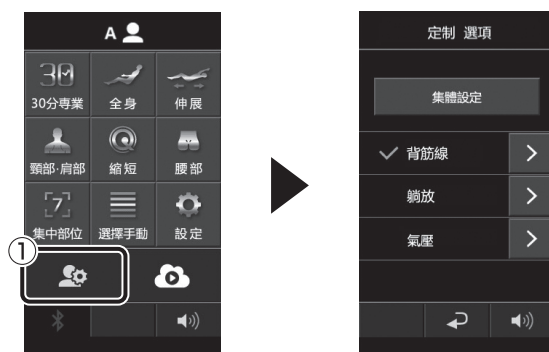 A
30
30分專業
全身
伸展
頸部·肩部
縮短
腰部
7
集中部位
選擇手動
設定
①
定制 選項
集體設定
背筋線
躺放
氣壓